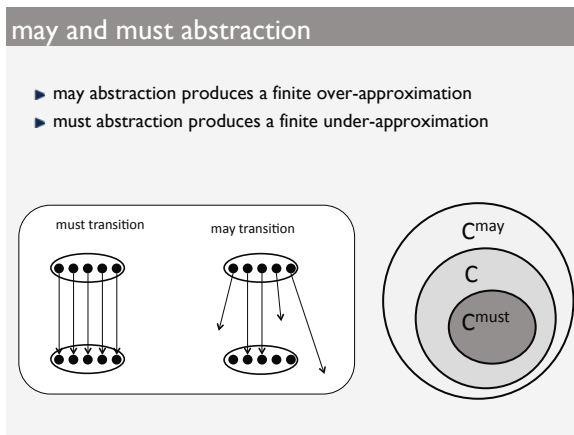 may and must abstraction
may abstraction produces a finite over-approximation
must abstraction produces a finite under-approximation
must transition
may transition
Cmay
C
Cmust